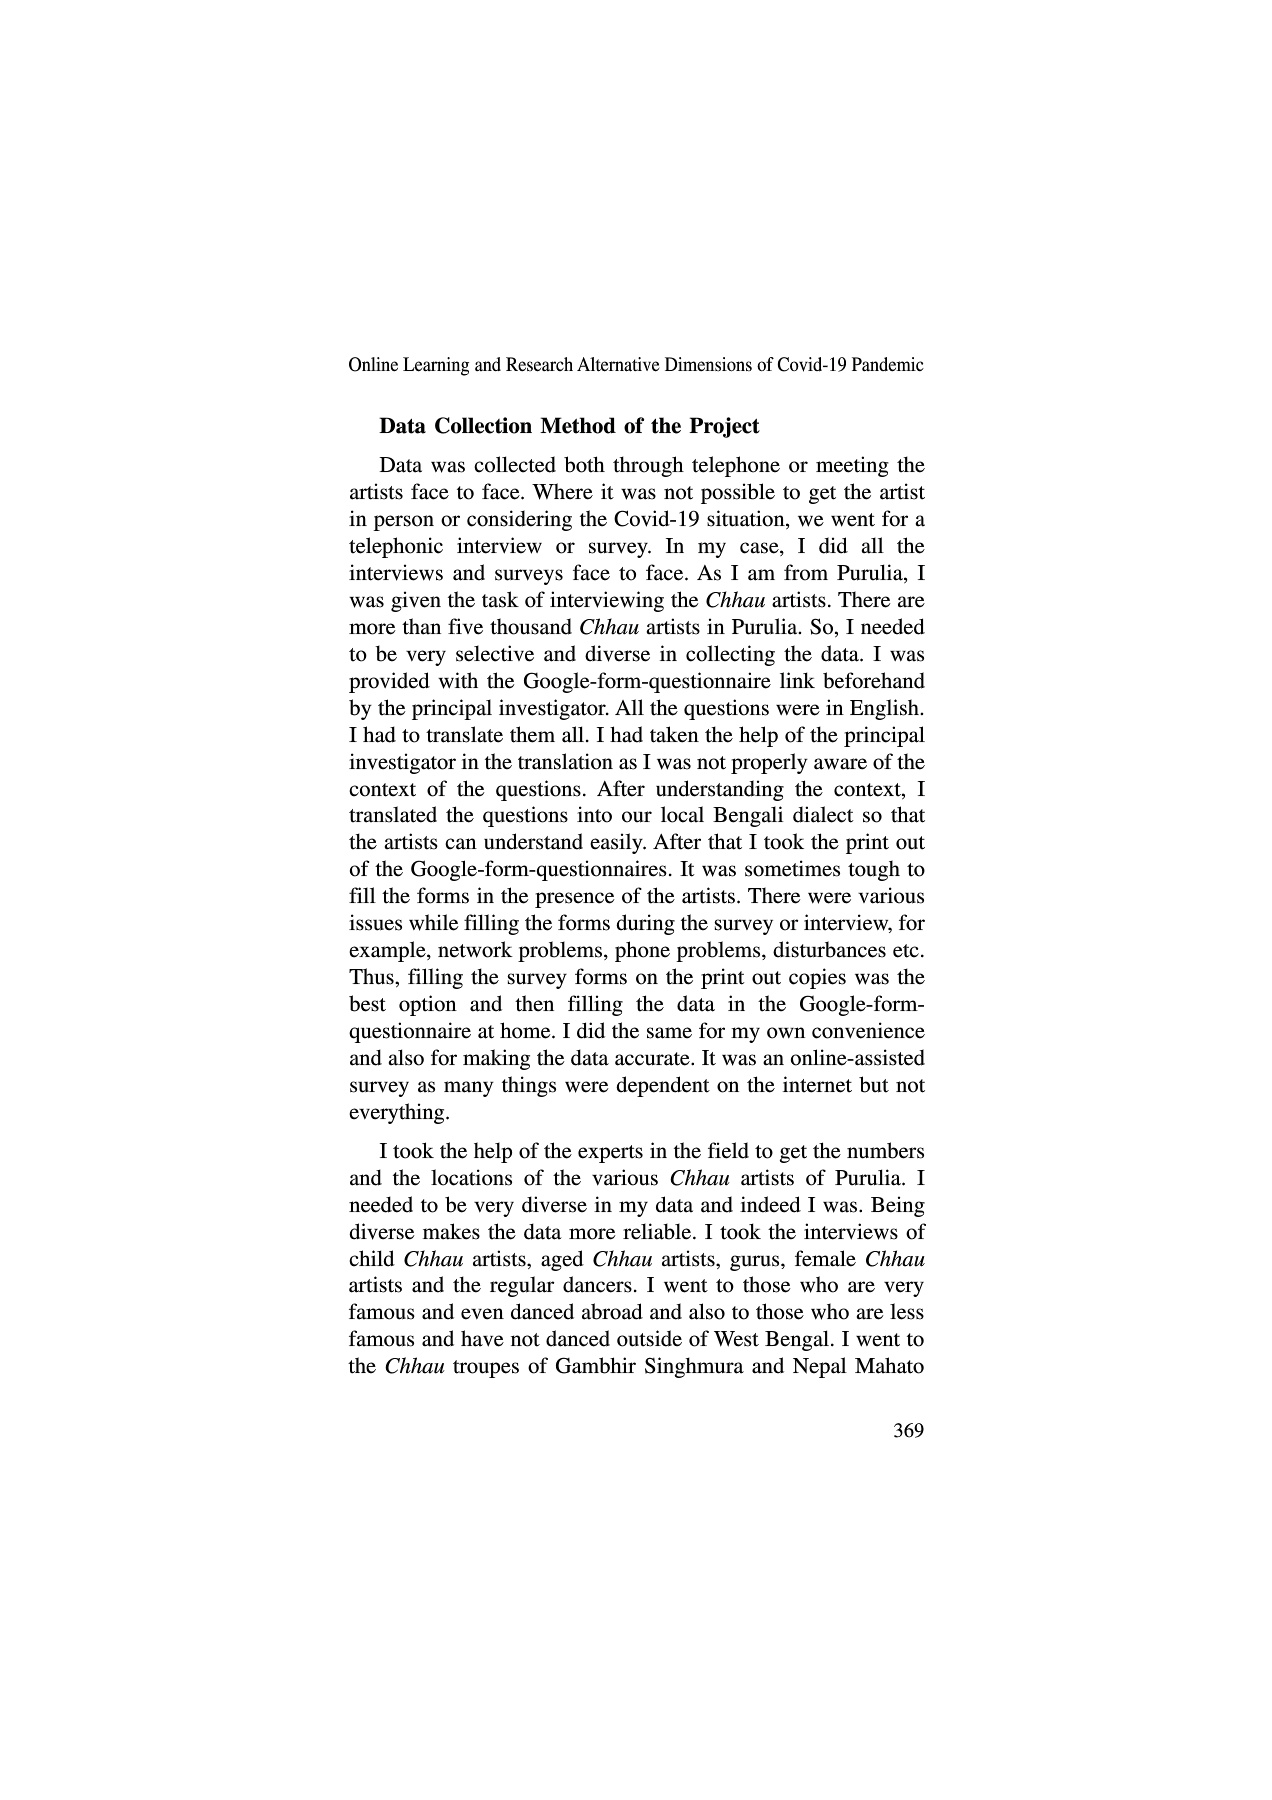 Online Learning and Research Alternative Dimensions of Covid-19 Pandemic
Data Collection Method of the Project
Data was collected both through telephone or meeting the
artists face to face. Where it was not possible to get the artist
in person or considering the Covid-19 situation, we went for a
telephonic interview or survey. In my case, I did all the
interviews and surveys face to face. As I am from Purulia, I
was given the task of interviewing the Chhau artists. There are
more than five thousand Chhau artists in Purulia. So, I needed
to be very selective and diverse in collecting the data. I was
provided with the Google-form-questionnaire link beforehand
by the principal investigator. All the questions were in English.
I had to translate them all. I had taken the help of the principal
investigator in the translation as I was not properly aware of the
context of the questions. After understanding the context, I
translated the questions into our local Bengali dialect so that
the artists can understand easily. After that I took the print out
of the Google-form-questionnaires. It was sometimes tough to
fill the forms in the presence of the artists. There were various
issues while filling the forms during the survey or interview, for
example, network problems, phone problems, disturbances etc.
Thus, filling the survey forms on the print out copies was the
best option and then filling the data in the Google-form-
questionnaire at home. I did the same for my own convenience
and also for making the data accurate. It was an online-assisted
survey as many things were dependent on the internet but not
everything.
I took the help of the experts in the field to get the numbers
and the locations of the various Chhau artists of Purulia. I
needed to be very diverse in my data and indeed I was. Being
diverse makes the data more reliable. I took the interviews of
child Chhau artists, aged Chhau artists, gurus, female Chhau
artists and the regular dancers. I went to those who are very
famous and even danced abroad and also to those who are less
famous and have not danced outside of West Bengal. I went to
the Chhau troupes of Gambhir Singhmura and Nepal Mahato
369